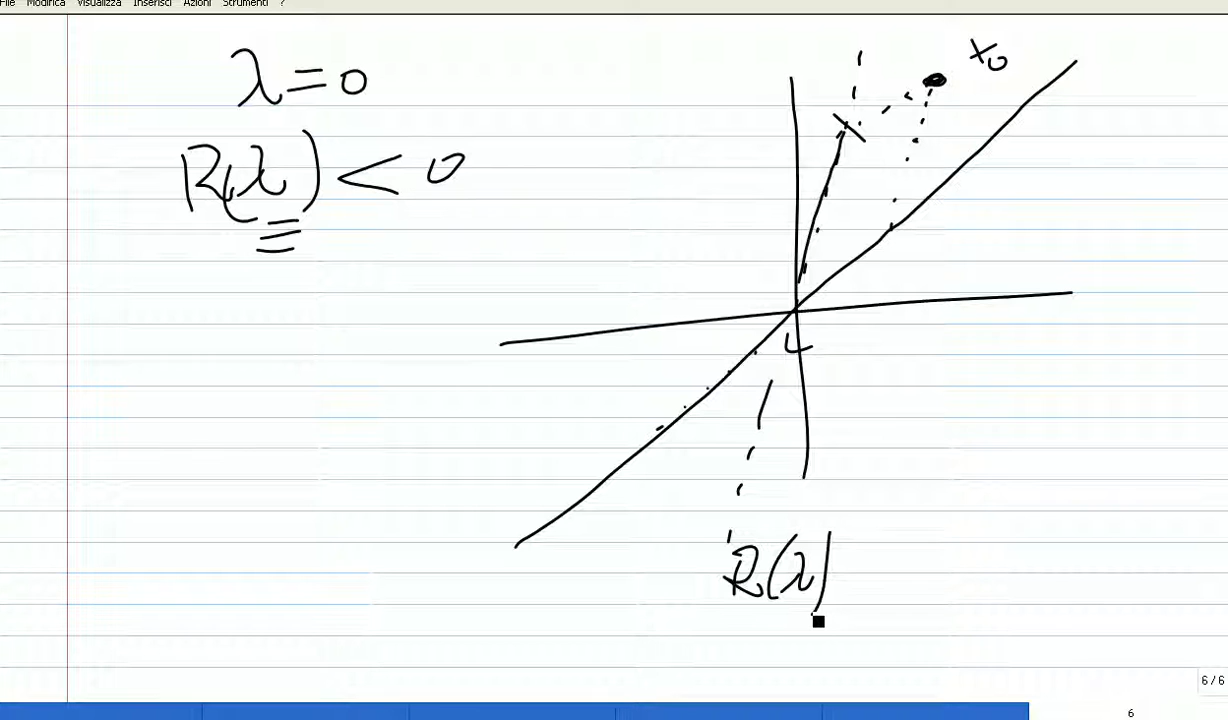 File Modifica Visualizza Inserisci Azioni Strumenti ?
λ = 0
R(λ) < 0
x₀
L
R(λ)
6 / 6
6